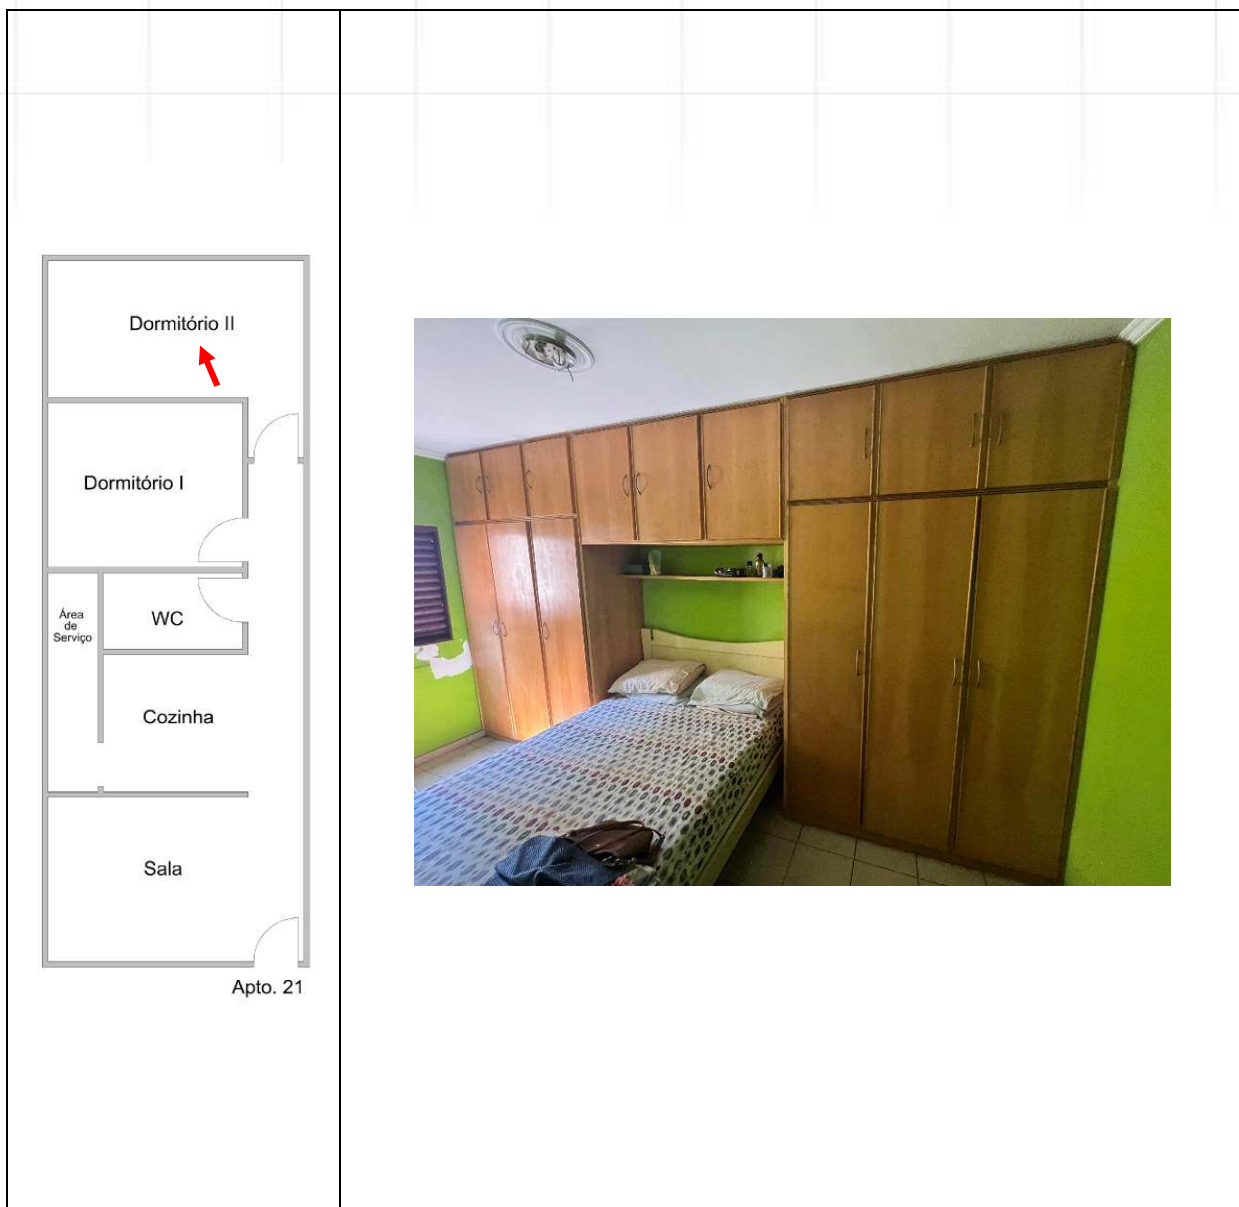 Dormitório II
Dormitório I
Área
de
Serviço
WC
Cozinha
Sala
Apto. 21